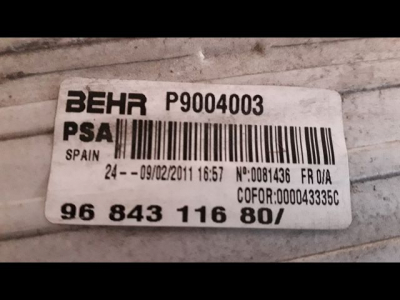 BEHR P9004003
PSA
SPAIN
24--09/02/2011 16:57 Nº:0081436 FR 0/A
COFOR:000043335C
96 843 116 80/